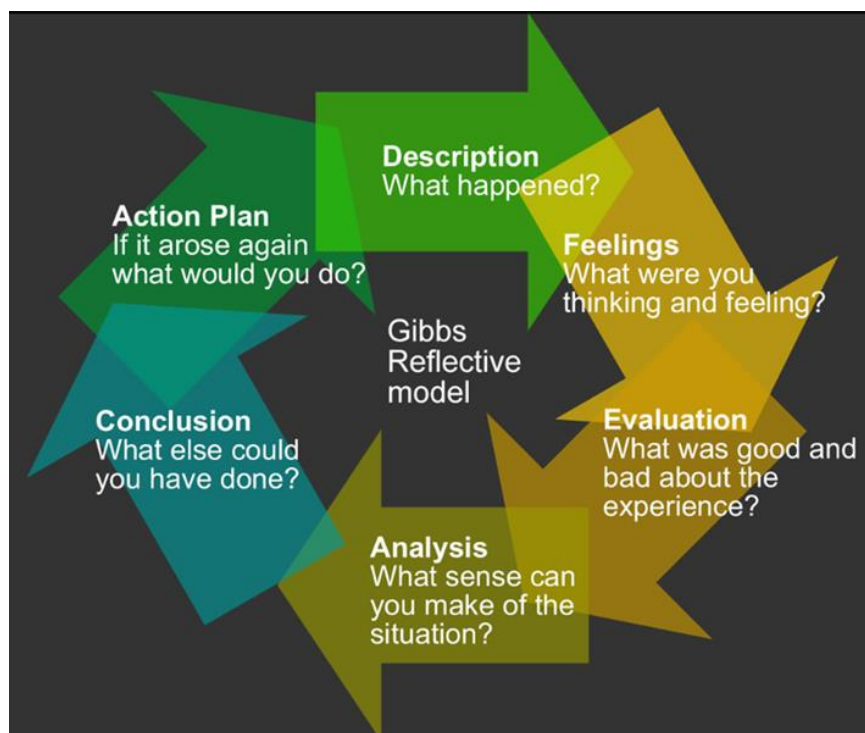 Description
What happened?
Feelings
What were you
thinking and feeling?
Evaluation
What was good and
bad about the
experience?
Analysis
What sense can
you make of the
situation?
Conclusion
What else could
you have done?
Action Plan
If it arose again
what would you do?
Gibbs
Reflective
model